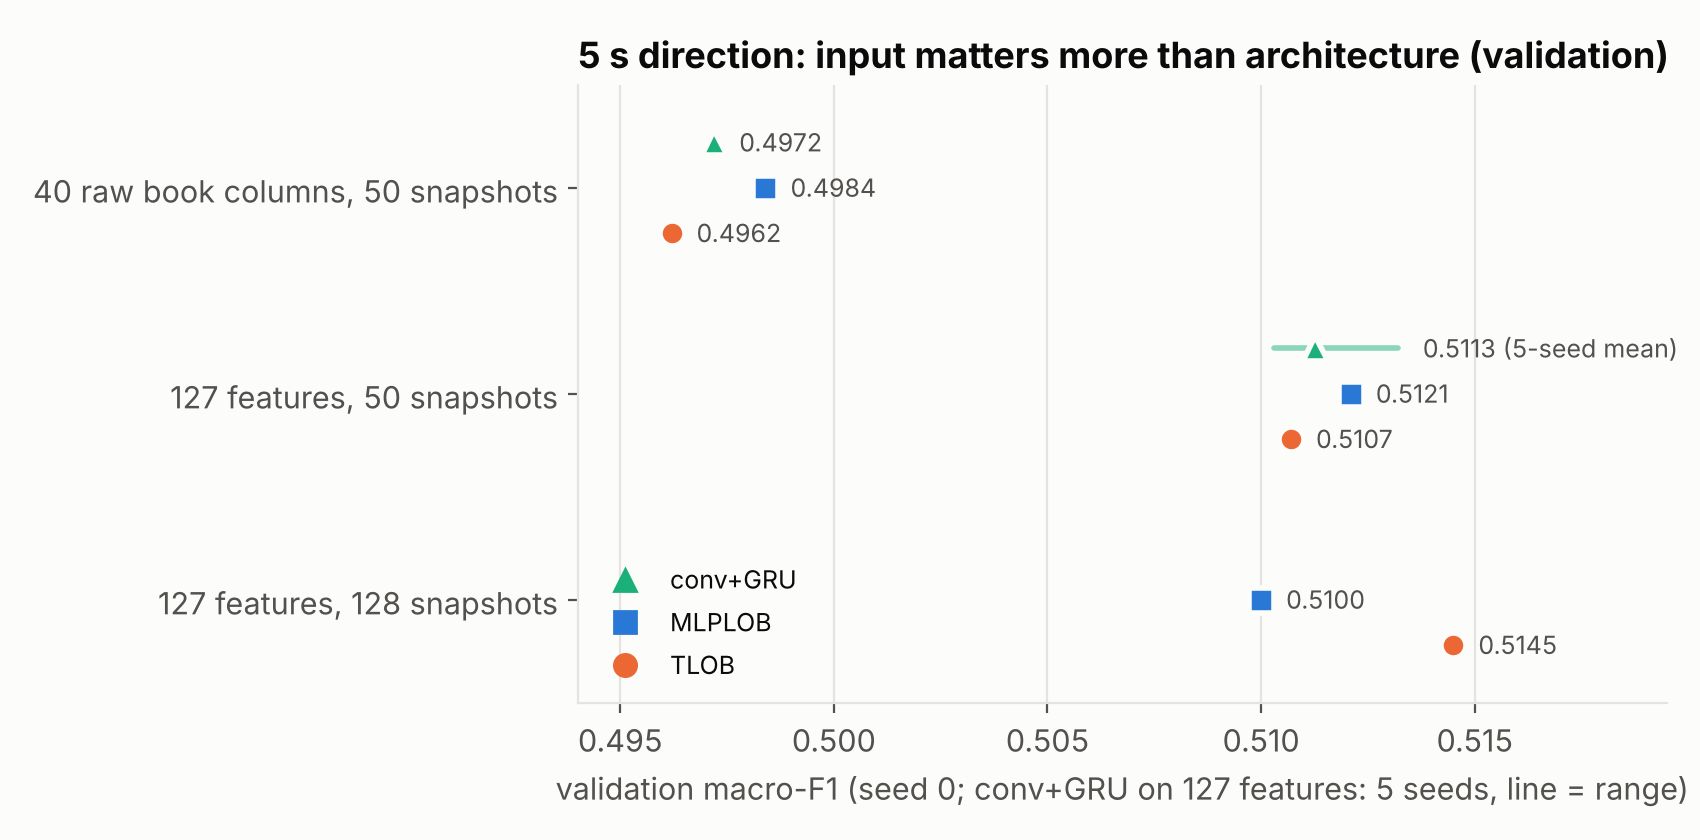 5 s direction: input matters more than architecture (validation)
0.4972
40 raw book columns, 50 snapshots
0.4984
0.4962
0.5113 (5-seed mean)
127 features, 50 snapshots
0.5121
0.5107
conv+GRU
127 features, 128 snapshots
0.5100
MLPLOB
0.5145
TLOB
0.495 0.500 0.505 0.510 0.515
validation macro-F1 (seed 0; conv+GRU on 127 features: 5 seeds, line = range)